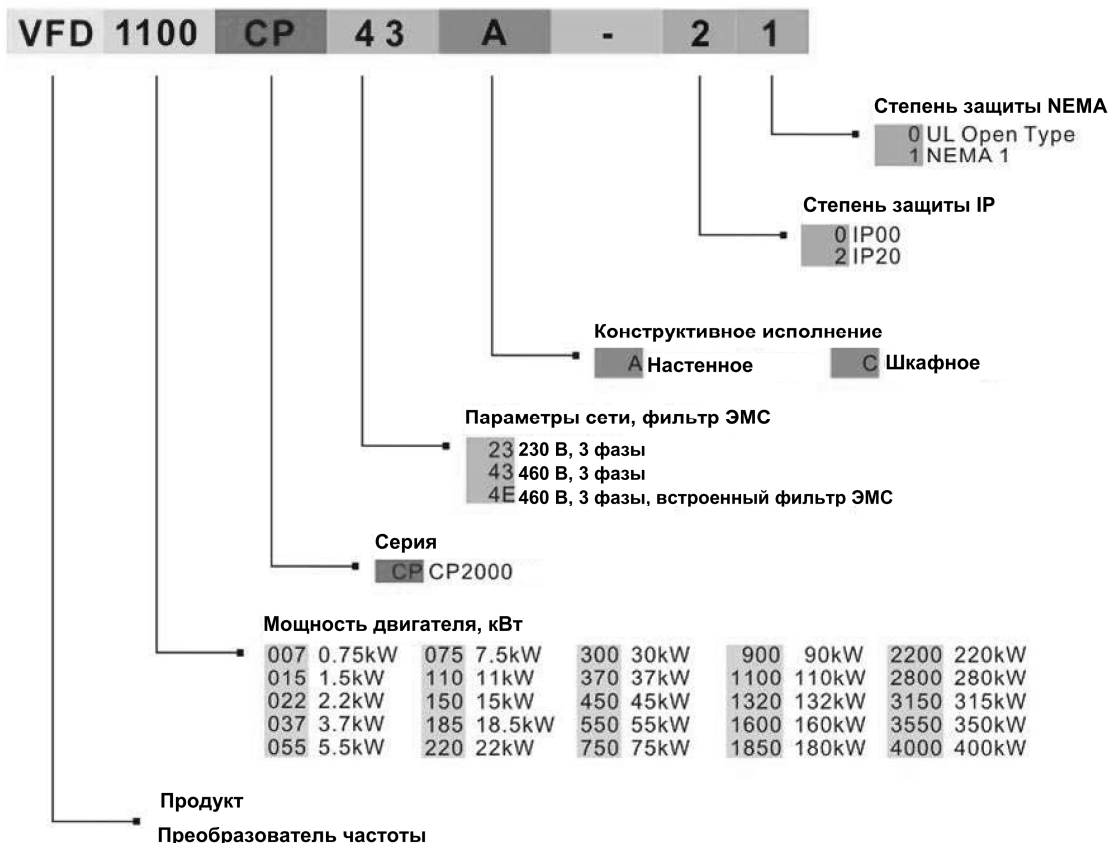 VFD 1100 CP 43 A - 2 1
Степень защиты NEMA
0 UL Open Type
1 NEMA 1
Степень защиты IP
0 IP00
2 IP20
Конструктивное исполнение
A Настенное C Шкафное
Параметры сети, фильтр ЭМС
23 230 В, 3 фазы
43 460 В, 3 фазы
4E 460 В, 3 фазы, встроенный фильтр ЭМС
Серия
CP CP2000
Мощность двигателя, кВт
007 0.75kW 075 7.5kW 300 30kW 900 90kW 2200 220kW
015 1.5kW 110 11kW 370 37kW 1100 110kW 2800 280kW
022 2.2kW 150 15kW 450 45kW 1320 132kW 3150 315kW
037 3.7kW 185 18.5kW 550 55kW 1600 160kW 3550 350kW
055 5.5kW 220 22kW 750 75kW 1850 180kW 4000 400kW
Продукт
Преобразователь частоты